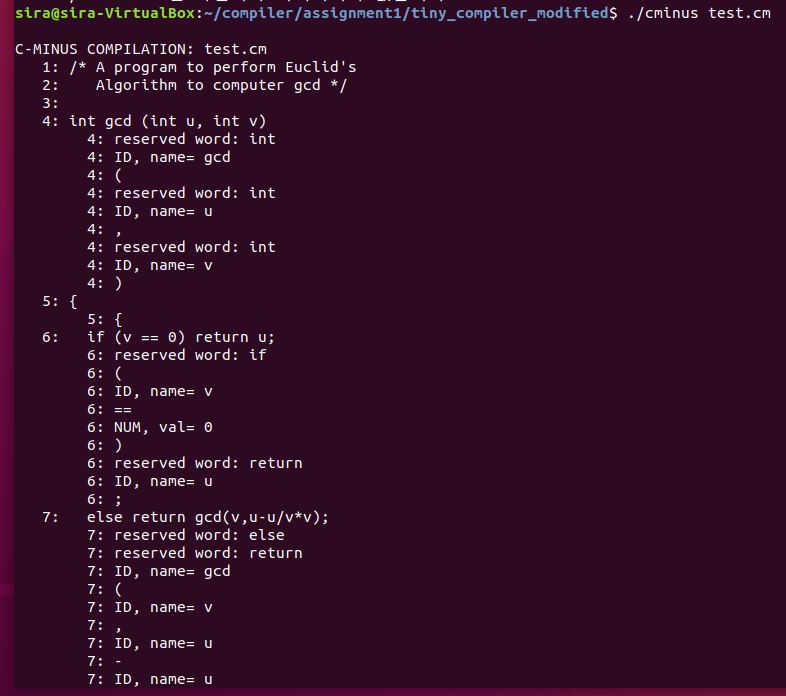 sira@sira-VirtualBox:~/compiler/assignment1/tiny_compiler_modified$ ./cminus test.cm

C-MINUS COMPILATION: test.cm
   1: /* A program to perform Euclid's
   2:    Algorithm to computer gcd */
   3:
   4: int gcd (int u, int v)
        4: reserved word: int
        4: ID, name= gcd
        4: (
        4: reserved word: int
        4: ID, name= u
        4: ,
        4: reserved word: int
        4: ID, name= v
        4: )
   5: {
        5: {
   6:   if (v == 0) return u;
        6: reserved word: if
        6: (
        6: ID, name= v
        6: ==
        6: NUM, val= 0
        6: )
        6: reserved word: return
        6: ID, name= u
        6: ;
   7:   else return gcd(v,u-u/v*v);
        7: reserved word: else
        7: reserved word: return
        7: ID, name= gcd
        7: (
        7: ID, name= v
        7: ,
        7: ID, name= u
        7: -
        7: ID, name= u